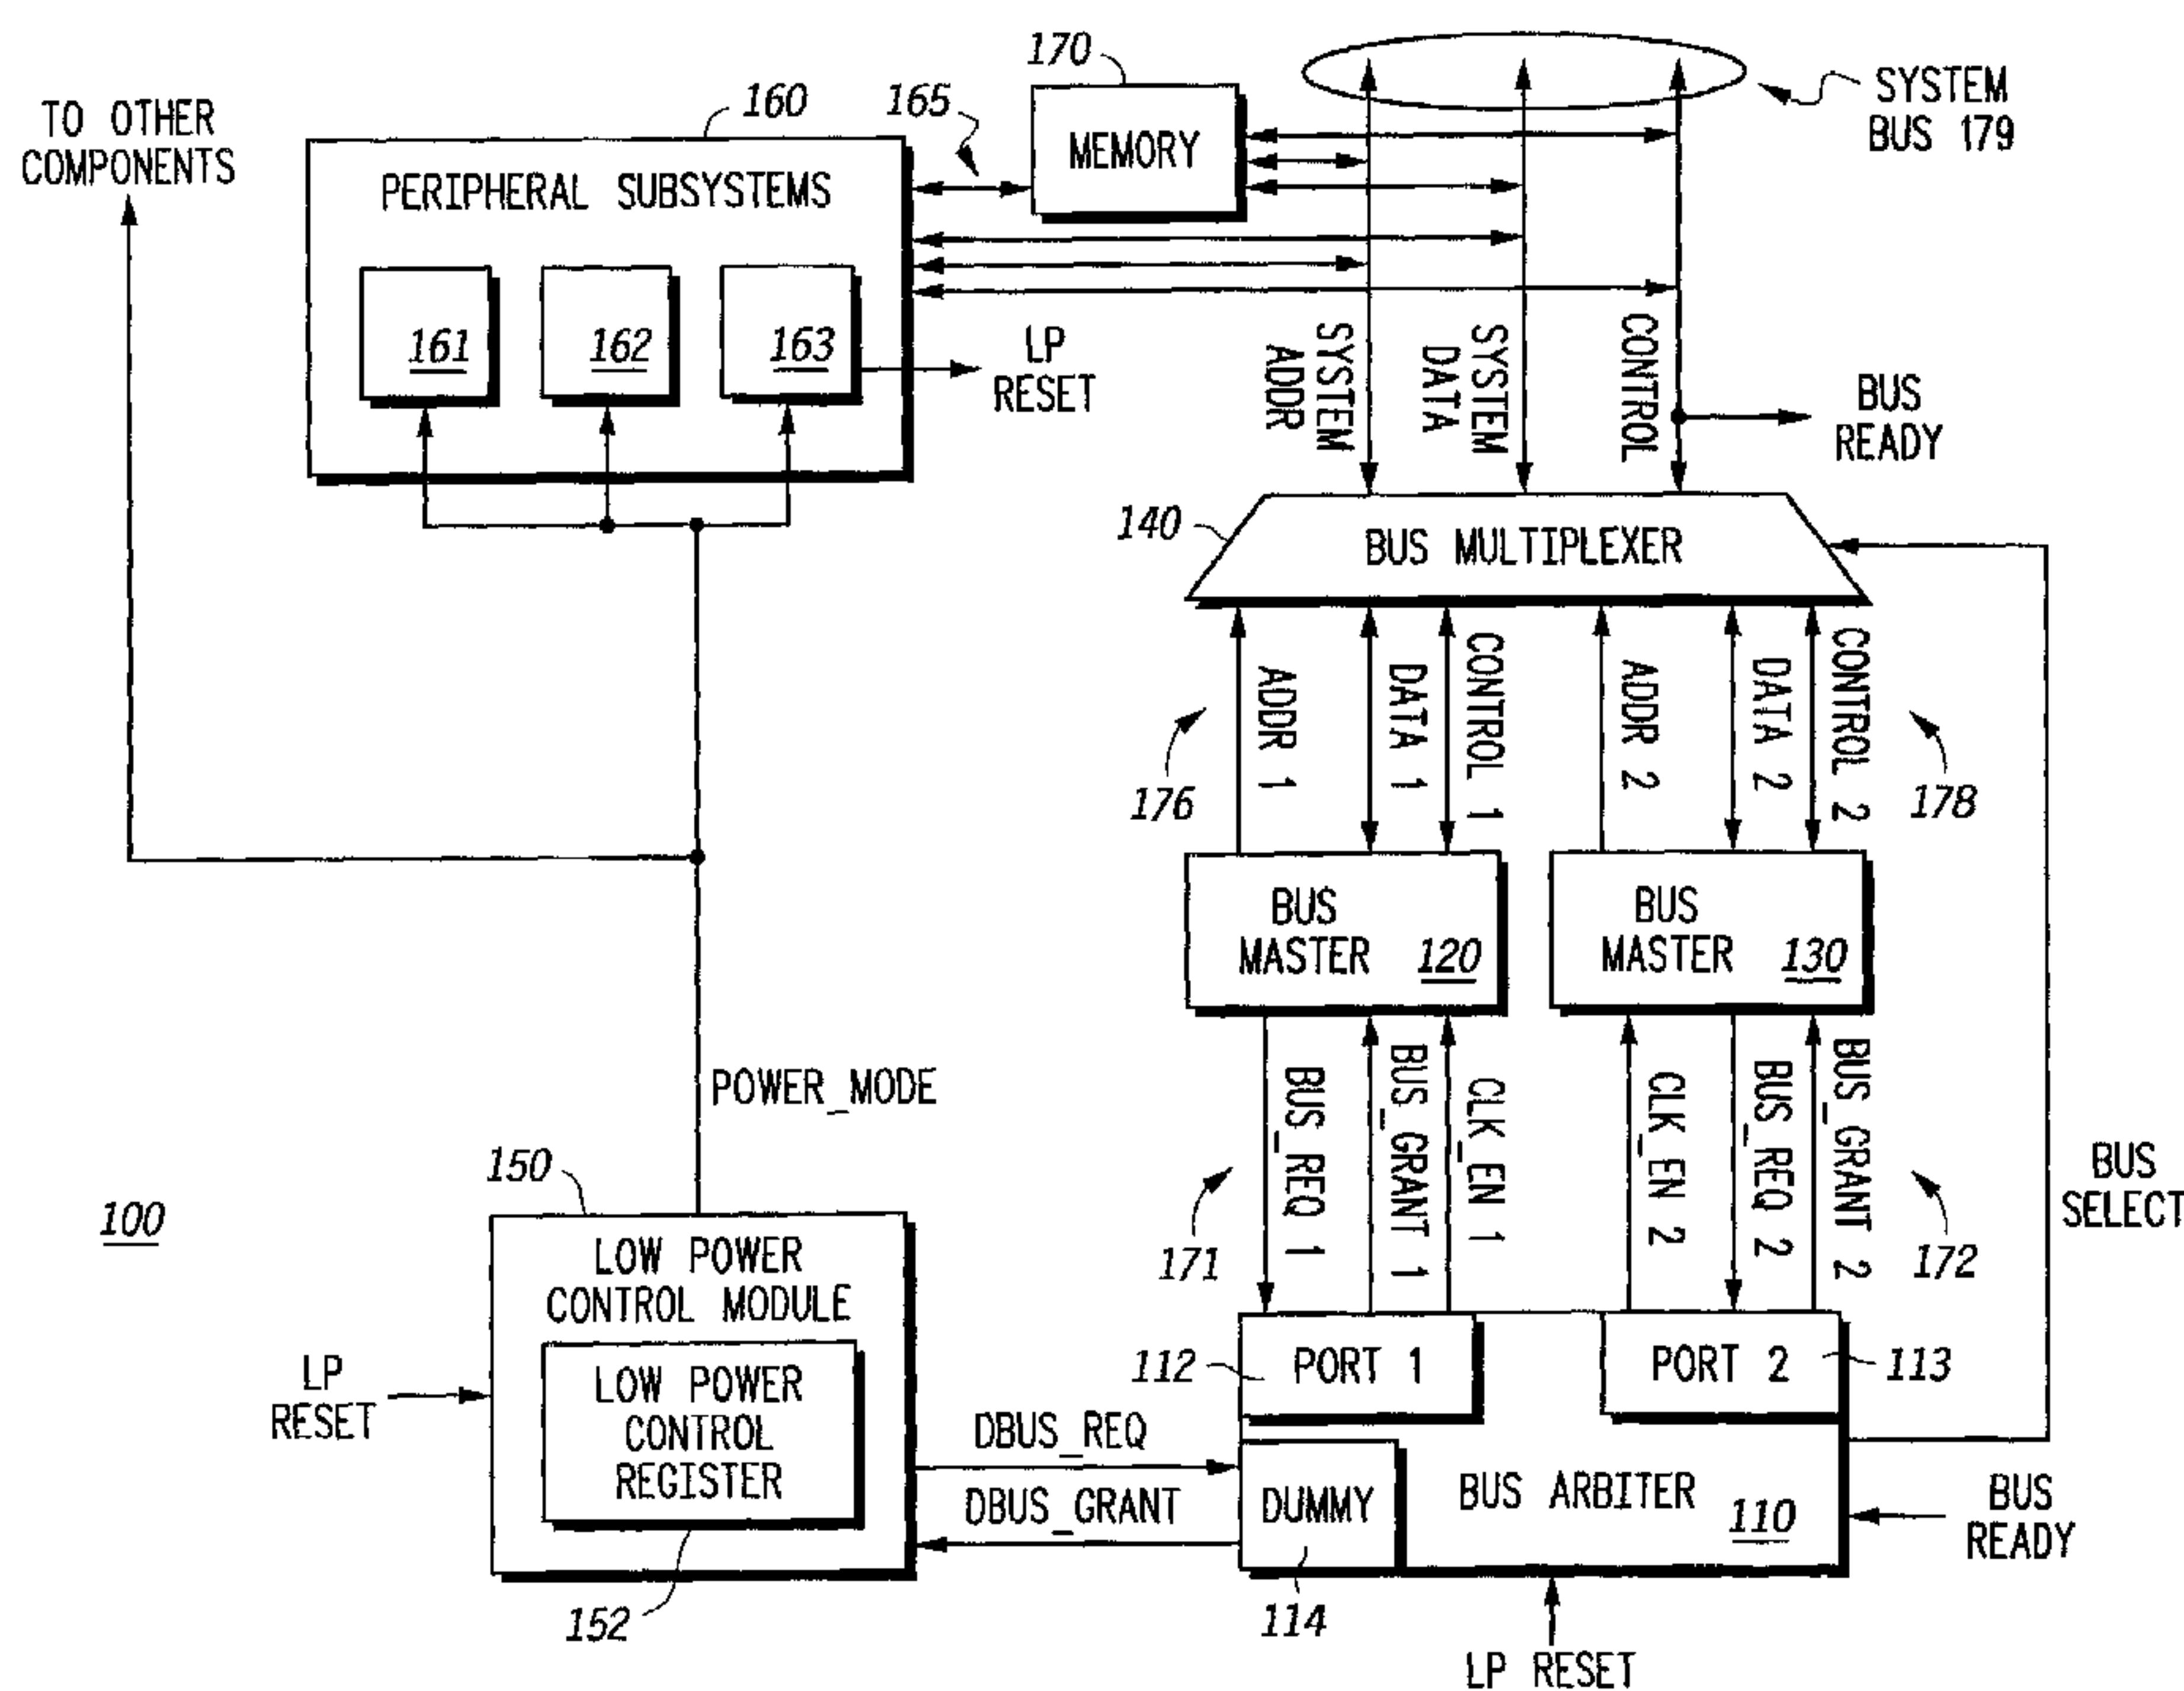 TO OTHER
COMPONENTS
160
PERIPHERAL SUBSYSTEMS
161
162
163
165
170
MEMORY
SYSTEM
BUS 179
LP
RESET
SYSTEM
ADDR
SYSTEM
DATA
CONTROL
BUS
READY
140
BUS MULTIPLEXER
176
ADDR 1
DATA 1
CONTROL 1
ADDR 2
DATA 2
CONTROL 2
178
BUS
MASTER 120
BUS
MASTER 130
POWER_MODE
171
BUS_REQ 1
BUS_GRANT 1
CLK_EN 1
CLK_EN 2
BUS_REQ 2
BUS_GRANT 2
172
BUS
SELECT
100
150
LOW POWER
CONTROL MODULE
LOW POWER
CONTROL
REGISTER
152
LP
RESET
DBUS_REQ
DBUS_GRANT
112
PORT 1
PORT 2
113
DUMMY
114
BUS ARBITER
110
BUS
READY
LP RESET